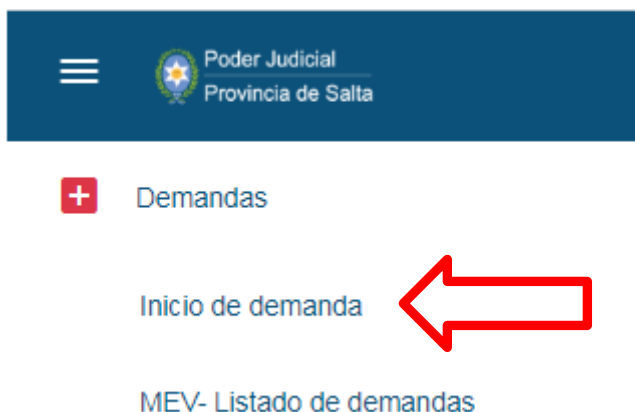 Poder Judicial
Provincia de Salta
Demandas
Inicio de demanda
MEV- Listado de demandas